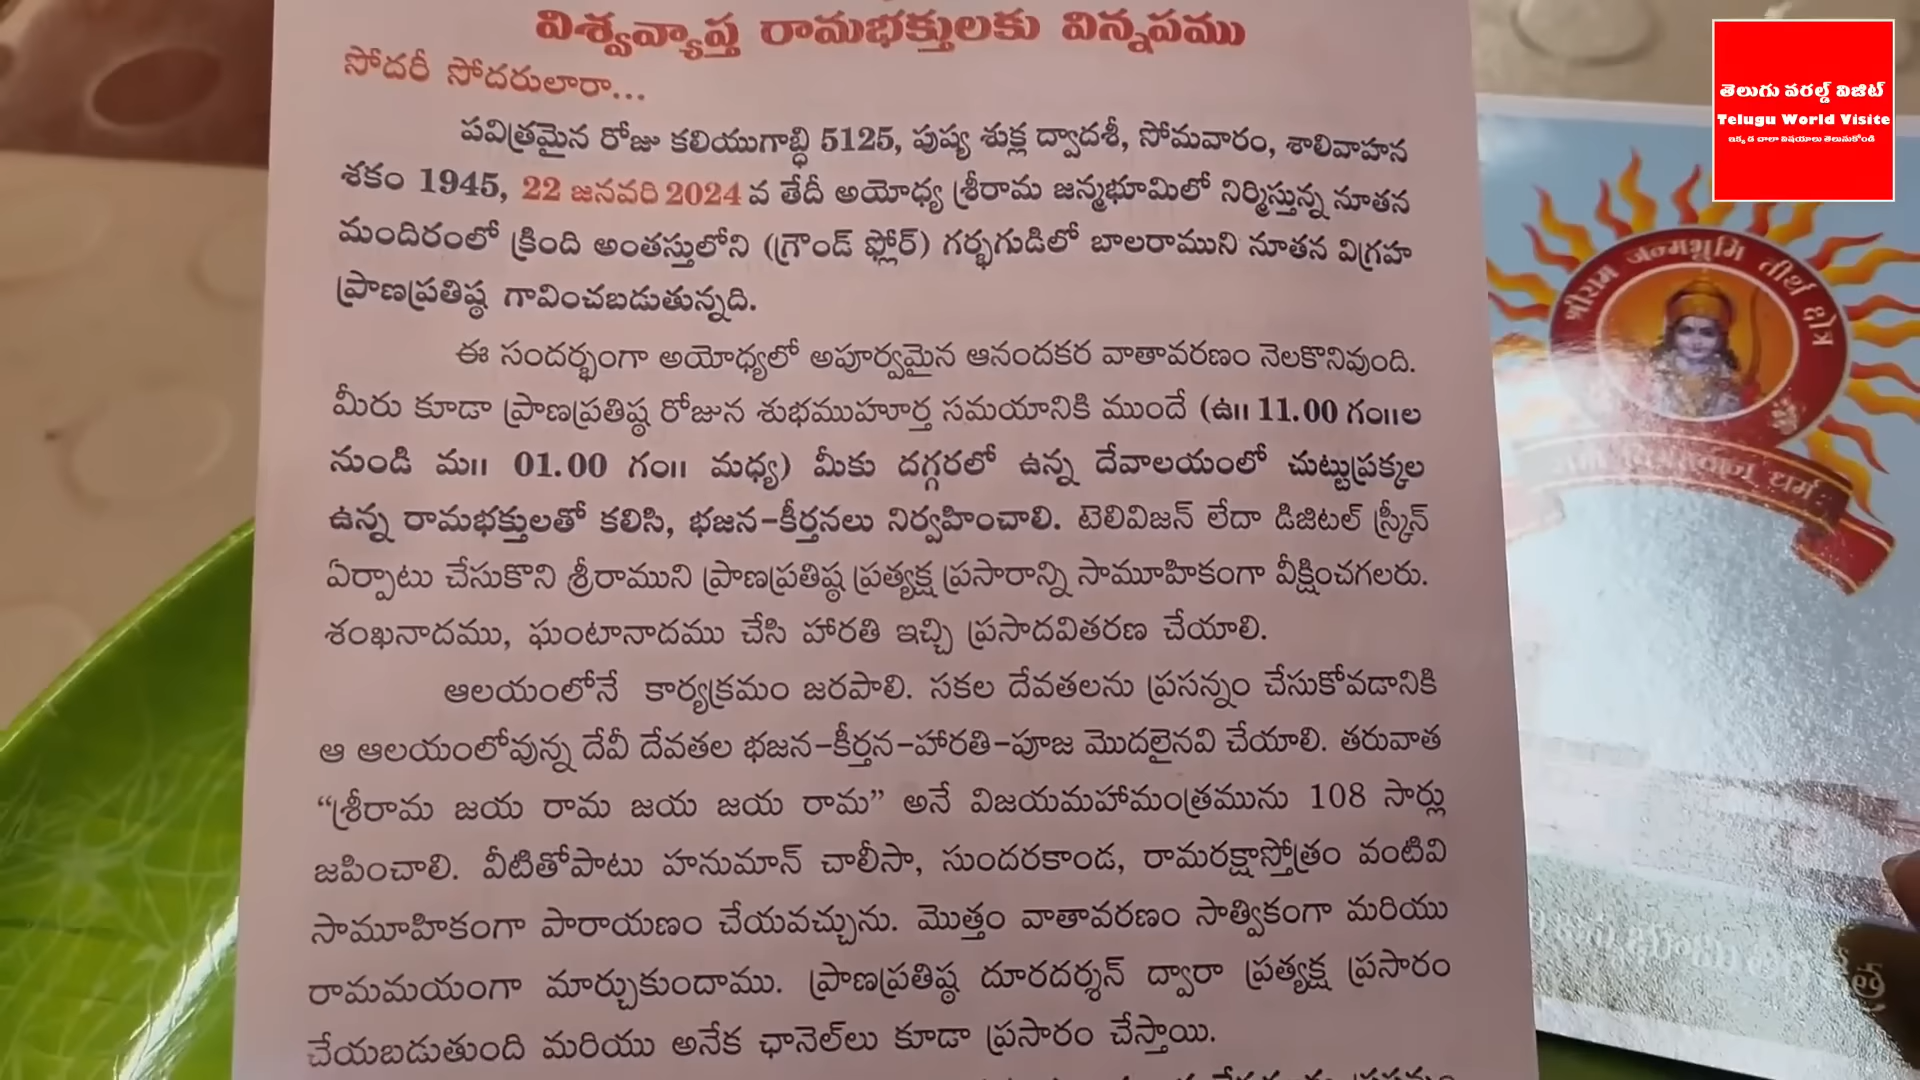 విశ్వవ్యాప్త రామభక్తులకు విన్నపము
సోదరీ సోదరులారా...
పవిత్రమైన రోజు కలియుగాబ్ధి 5125, పుష్య శుక్ల ద్వాదశీ, సోమవారం, శాలివాహన
శకం 1945, 22 జనవరి 2024 వ తేదీ అయోధ్య శ్రీరామ జన్మభూమిలో నిర్మిస్తున్న నూతన
మందిరంలో క్రింది అంతస్తులోని (గ్రౌండ్ ఫ్లోర్) గర్భగుడిలో బాలరాముని నూతన విగ్రహ
ప్రాణప్రతిష్ఠ గావించబడుతున్నది.
ఈ సందర్భంగా అయోధ్యలో అపూర్వమైన ఆనందకర వాతావరణం నెలకొనివుంది.
మీరు కూడా ప్రాణప్రతిష్ఠ రోజున శుభముహూర్త సమయానికి ముందే (ఉ॥ 11.00 గం॥ల
నుండి మ॥ 01.00 గం॥ మధ్య) మీకు దగ్గరలో ఉన్న దేవాలయంలో చుట్టుప్రక్కల
ఉన్న రామభక్తులతో కలిసి, భజన-కీర్తనలు నిర్వహించాలి. టెలివిజన్ లేదా డిజిటల్ స్క్రీన్
ఏర్పాటు చేసుకొని శ్రీరాముని ప్రాణప్రతిష్ఠ ప్రత్యక్ష ప్రసారాన్ని సామూహికంగా వీక్షించగలరు.
శంఖనాదము, ఘంటానాదము చేసి హారతి ఇచ్చి ప్రసాదవితరణ చేయాలి.
ఆలయంలోనే కార్యక్రమం జరపాలి. సకల దేవతలను ప్రసన్నం చేసుకోవడానికి
ఆ ఆలయంలోవున్న దేవీ దేవతల భజన-కీర్తన-హారతి-పూజ మొదలైనవి చేయాలి. తరువాత
“శ్రీరామ జయ రామ జయ జయ రామ” అనే విజయమహామంత్రమును 108 సార్లు
జపించాలి. వీటితోపాటు హనుమాన్ చాలీసా, సుందరకాండ, రామరక్షాస్తోత్రం వంటివి
సామూహికంగా పారాయణం చేయవచ్చును. మొత్తం వాతావరణం సాత్వికంగా మరియు
రామమయంగా మార్చుకుందాము. ప్రాణప్రతిష్ఠ దూరదర్శన్ ద్వారా ప్రత్యక్ష ప్రసారం
చేయబడుతుంది మరియు అనేక ఛానెల్‌లు కూడా ప్రసారం చేస్తాయి.
తెలుగు వరల్డ్ విజిట్
Telugu World Visite
ఇక్కడ చాలా విషయాలు తెలుసుకోండి
श्रीराम जन्मभूमि तीर्थ क्षेत्र
धर्मः